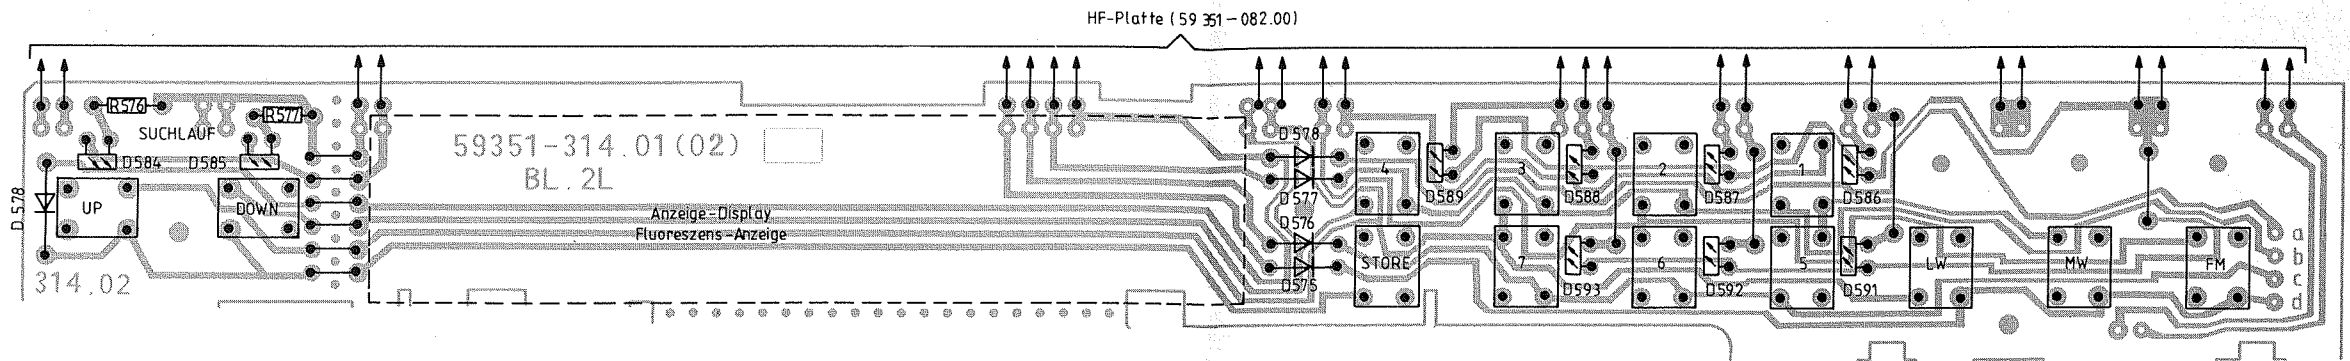 HF-Platte (59 351-082.00)
R576
R577
SUCHLAUF
D584
D585
D578
UP
DOWN
314.02
59351-314.01(02)
BL.2L
Anzeige-Display
Fluoreszens-Anzeige
D578
D577
D576
D575
4
D589
3
D588
2
D587
1
D586
STORE
7
D593
6
D592
5
D591
LW
MW
FM
a
b
c
d